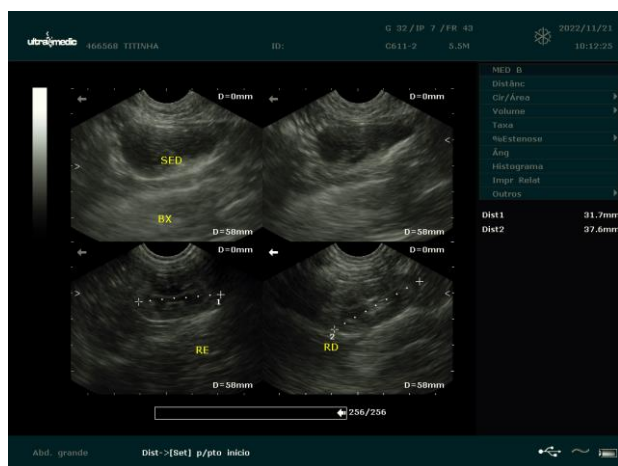 G 32/IP 7 /FR 43
2022/11/21
ultramedic
466568 TITINHA
ID:
C611-2
5.5M
10:12:25
MED B
Distânc
Cir/Área
Volume
Taxa
%Estenose
Âng
Histograma
Impr Relat
Outros
Dist1 31.7mm
Dist2 37.6mm
D=0mm
D=0mm
SED
BX
D=58mm
D=58mm
D=0mm
D=0mm
1
2
RE
RD
D=58mm
D=58mm
256/256
Abd. grande
Dist->[Set] p/pto início